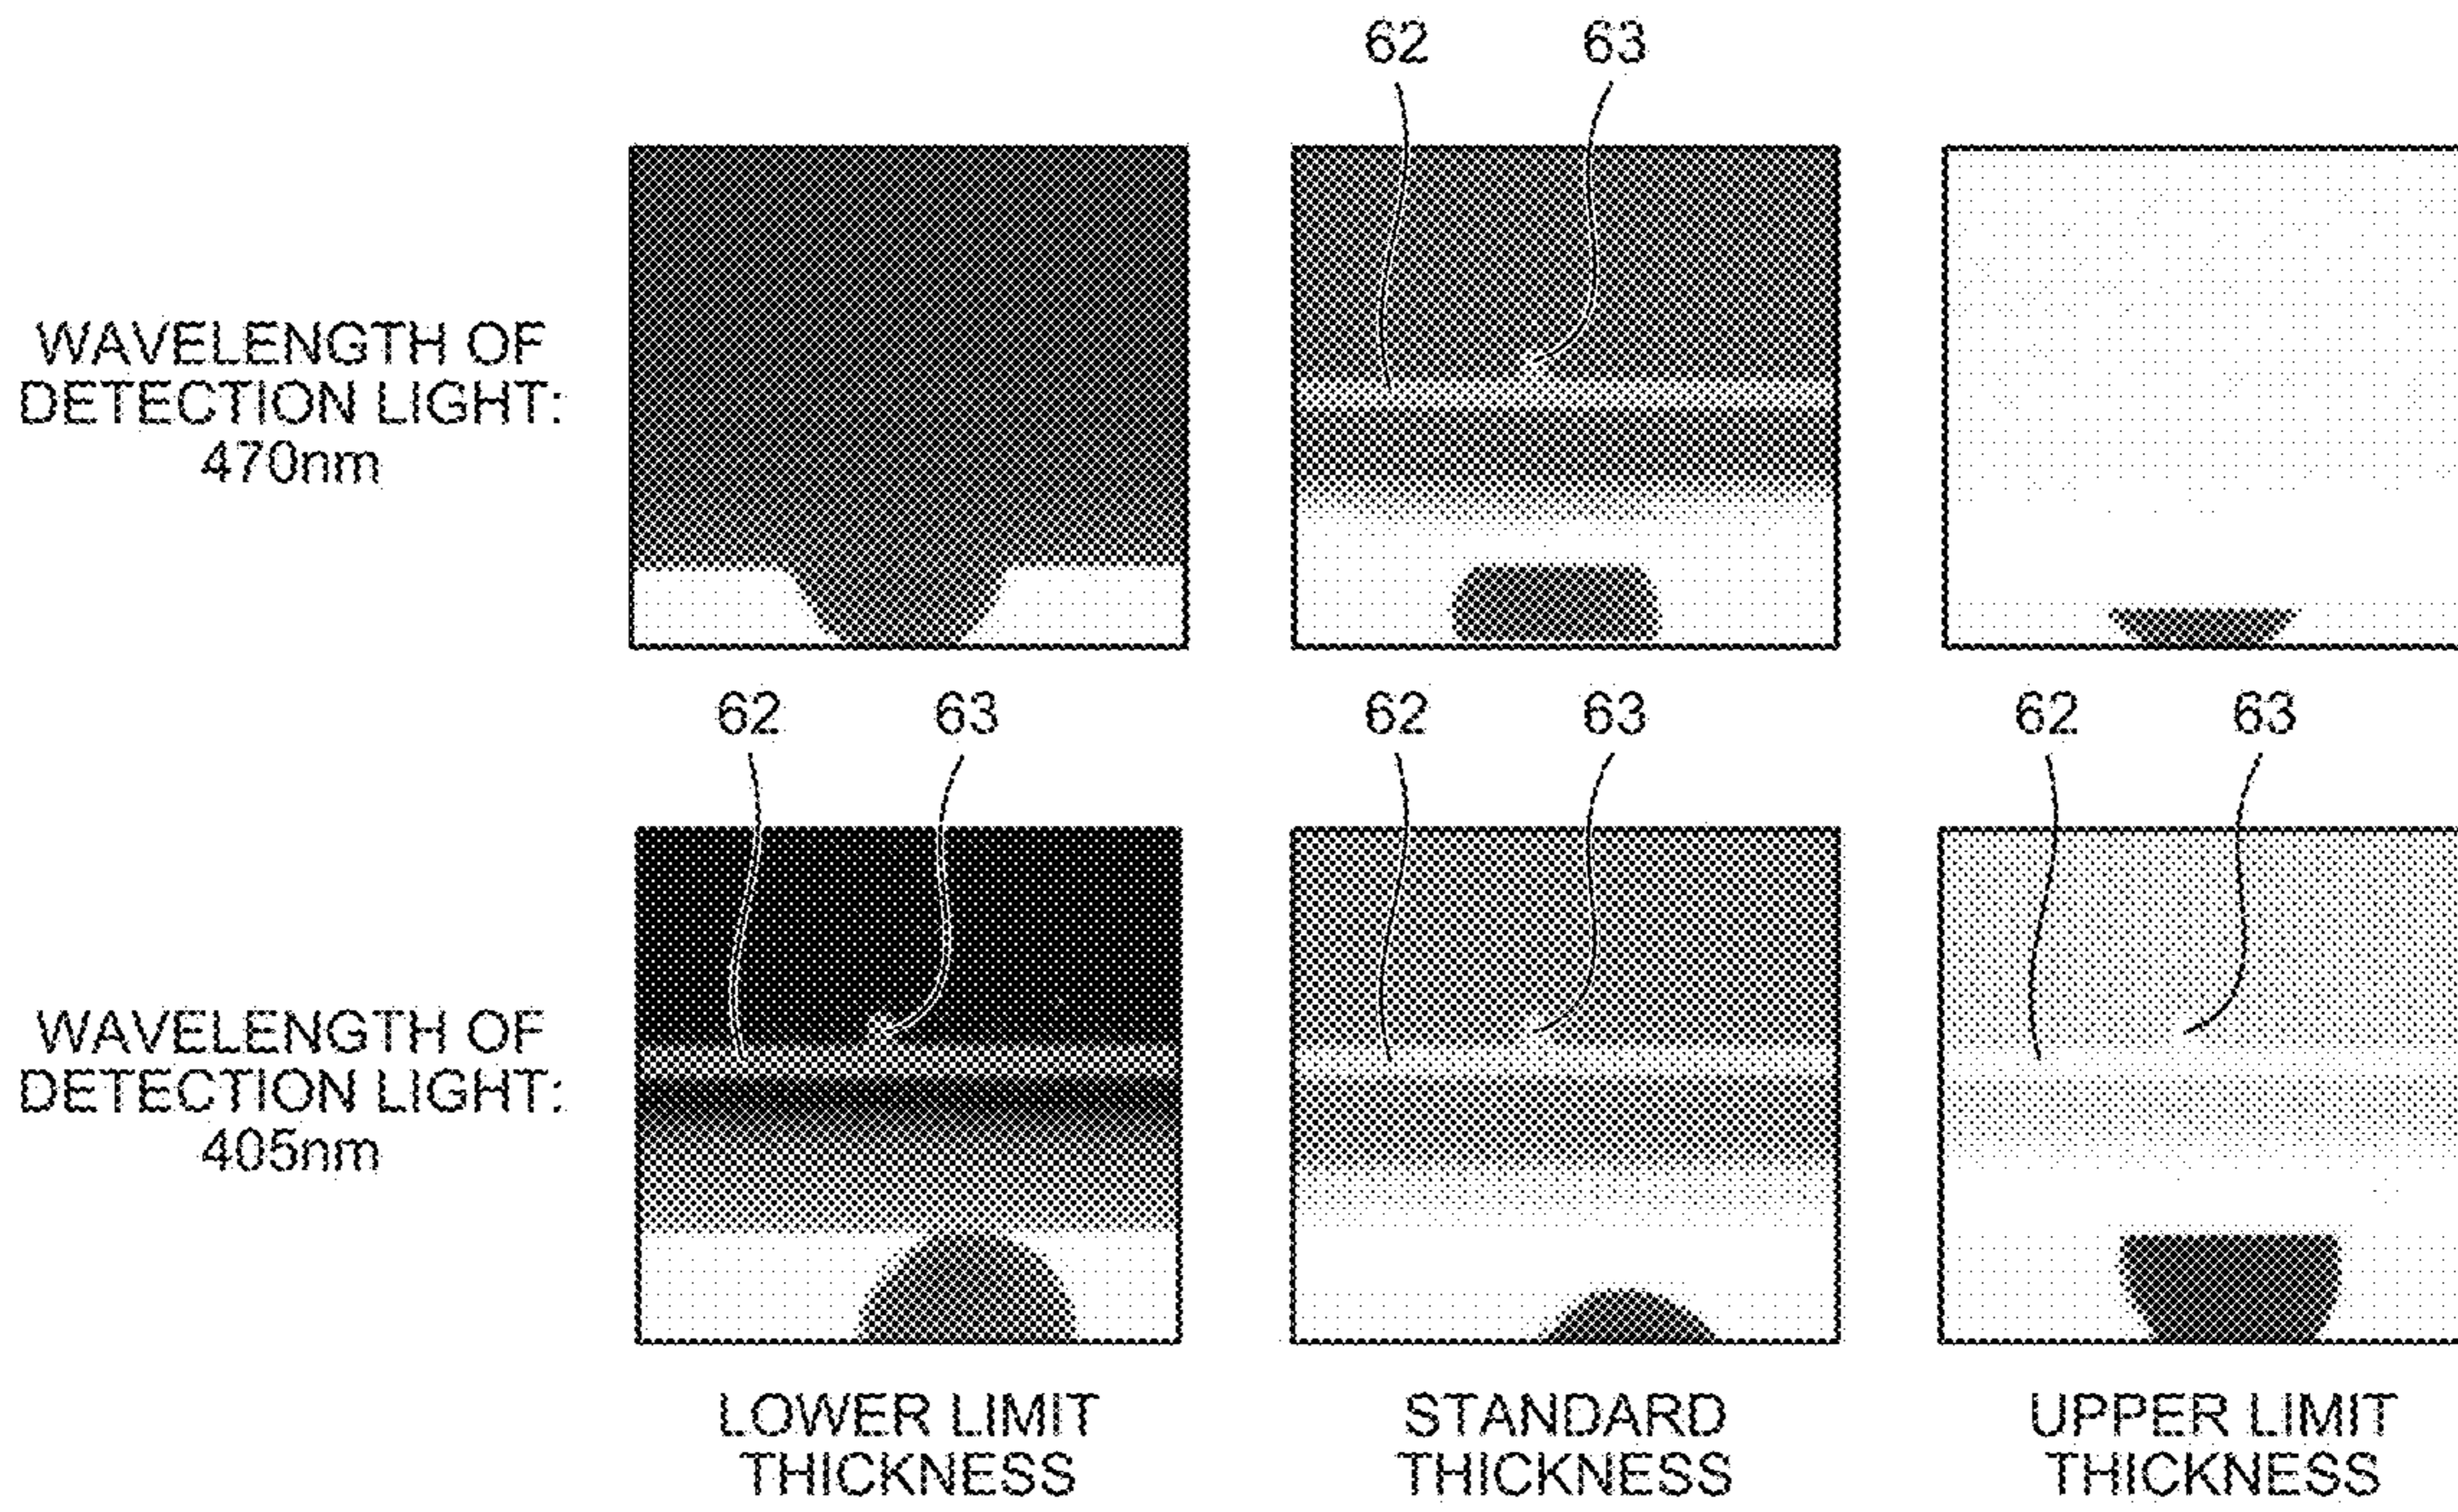 62 63
WAVELENGTH OF
DETECTION LIGHT:
470nm
62 63 62 63 62 63
WAVELENGTH OF
DETECTION LIGHT:
405nm
LOWER LIMIT
THICKNESS
STANDARD
THICKNESS
UPPER LIMIT
THICKNESS